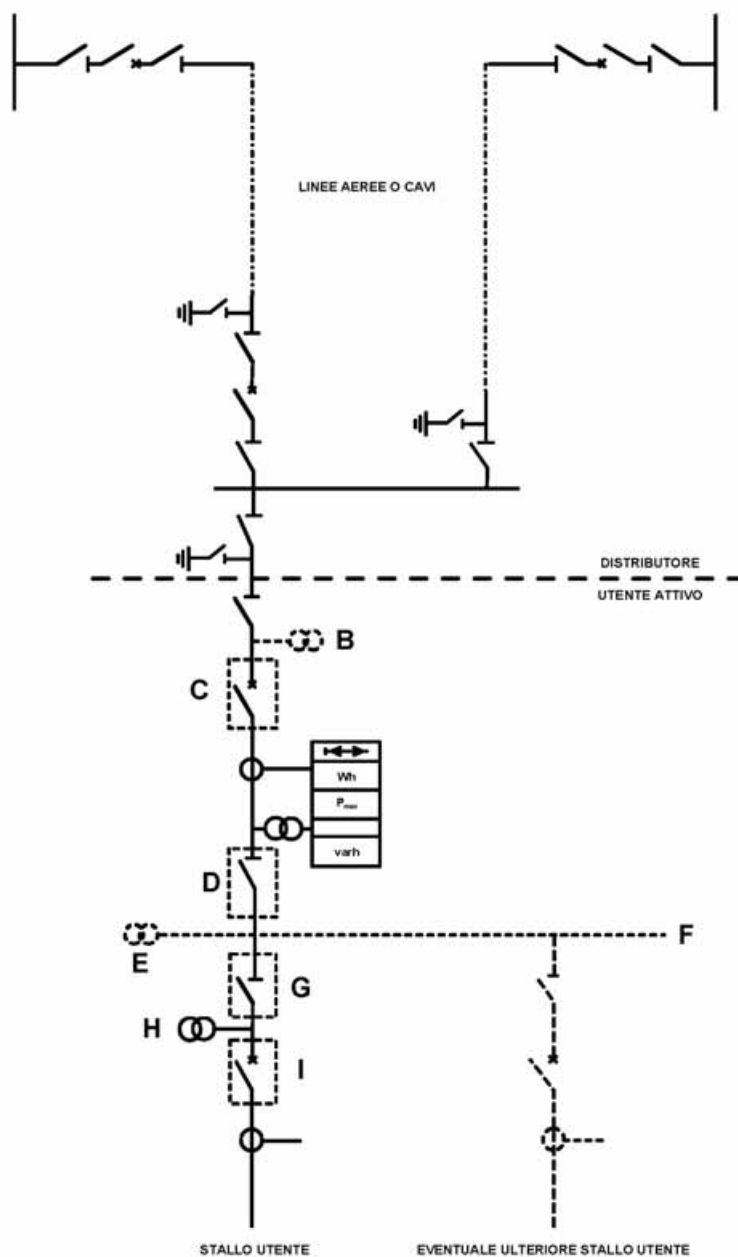 LINEE AEREE O CAVI
DISTRIBUTORE
UTENTE ATTIVO
B
C
Wh
Pmax
varh
D
E
F
G
H
I
STALLO UTENTE
EVENTUALE ULTERIORE STALLO UTENTE